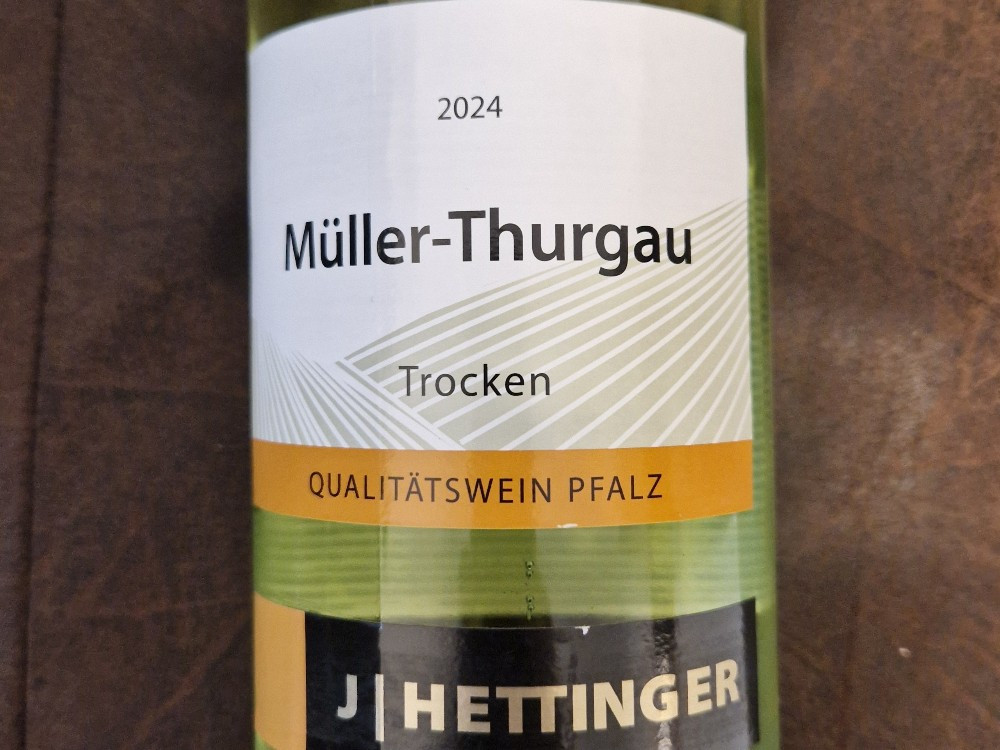 2024
Müller-Thurgau
Trocken
QUALITÄTSWEIN PFALZ
J | HETTINGER